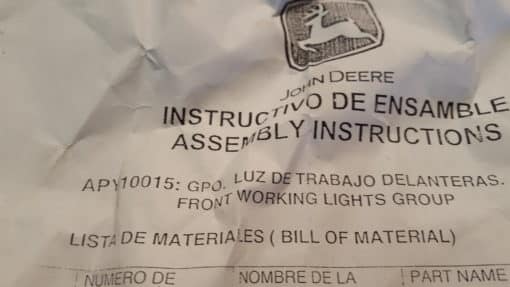 JOHN DEERE
INSTRUCTIVO DE ENSAMBLE
ASSEMBLY INSTRUCTIONS
APY10015: GPO. LUZ DE TRABAJO DELANTERAS.
FRONT WORKING LIGHTS GROUP
LISTA DE MATERIALES ( BILL OF MATERIAL)
NUMERO DE NOMBRE DE LA PART NAME